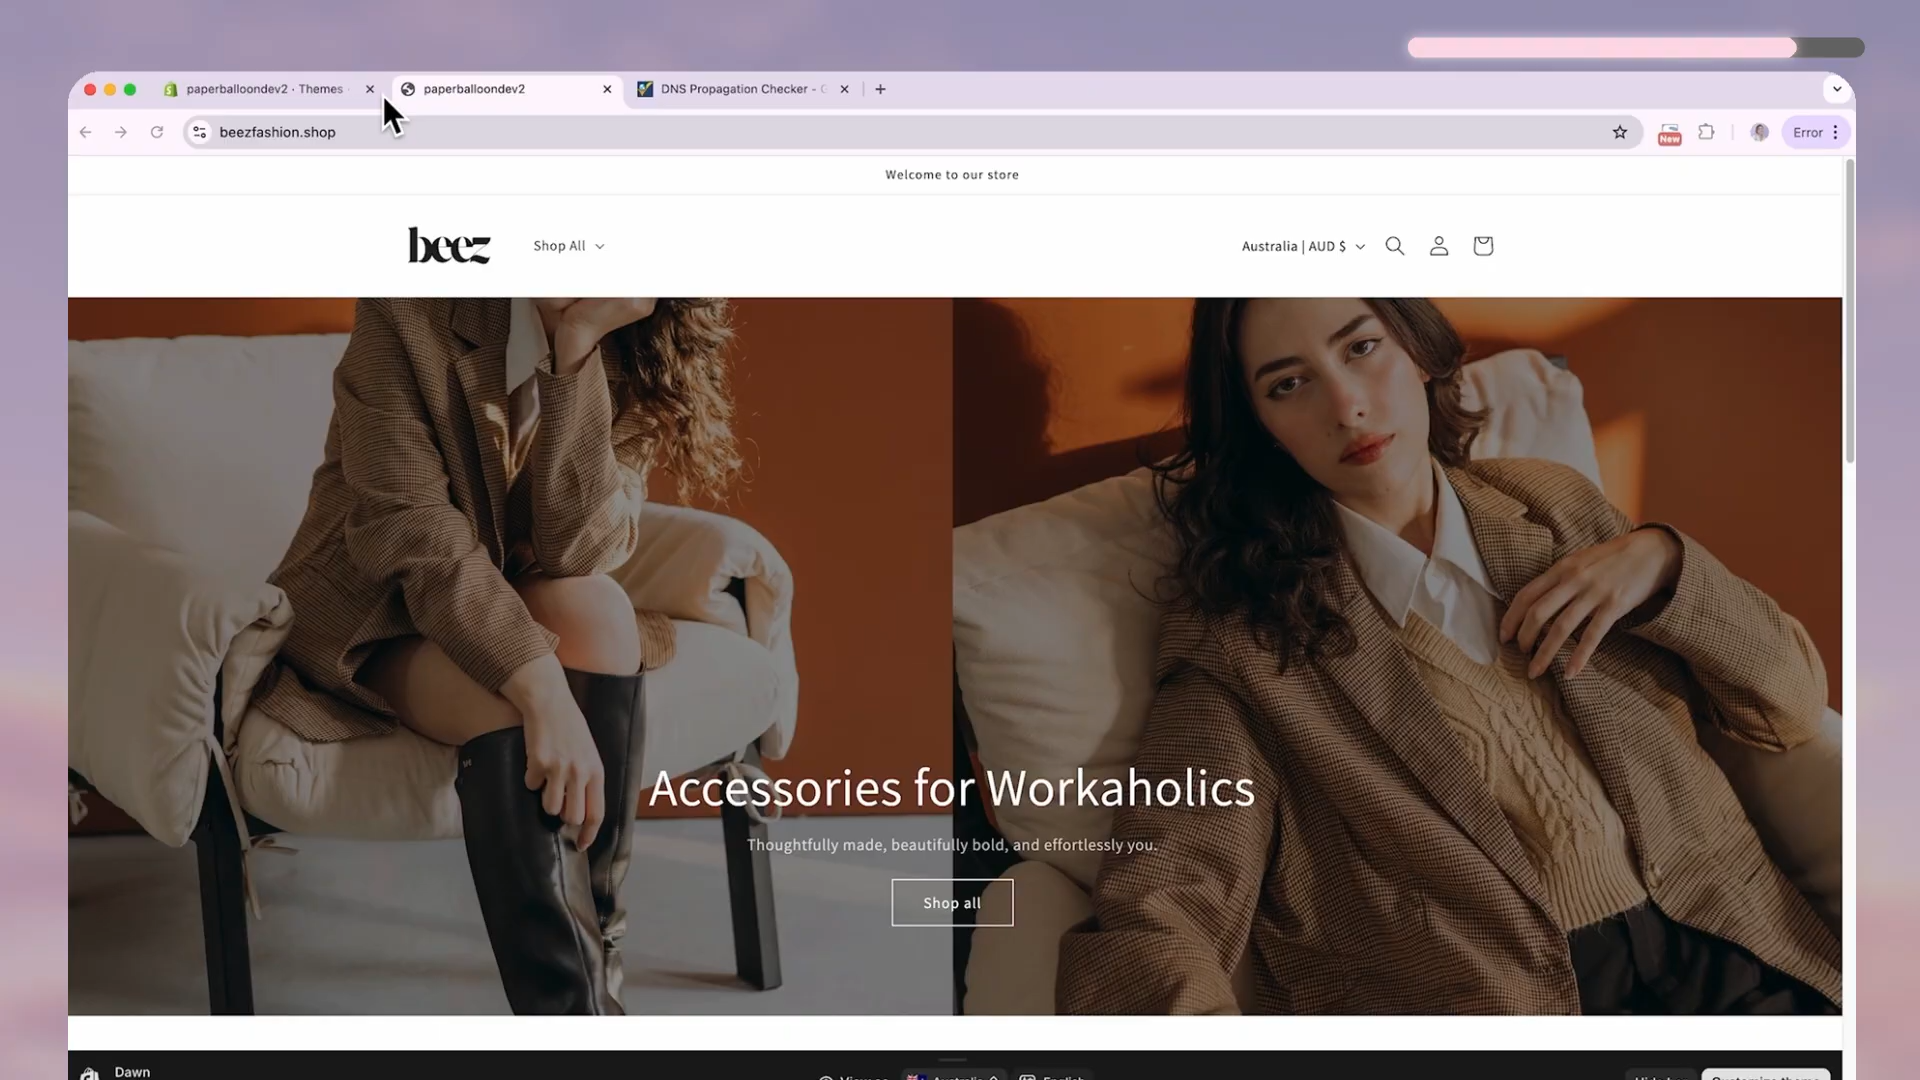 paperballoondev2 · Themes
paperballoondev2
DNS Propagation Checker -
beezfashion.shop
New
Error
Welcome to our store
beez
Shop All
Australia | AUD $
Accessories for Workaholics
Thoughtfully made, beautifully bold, and effortlessly you.
Shop all
Dawn